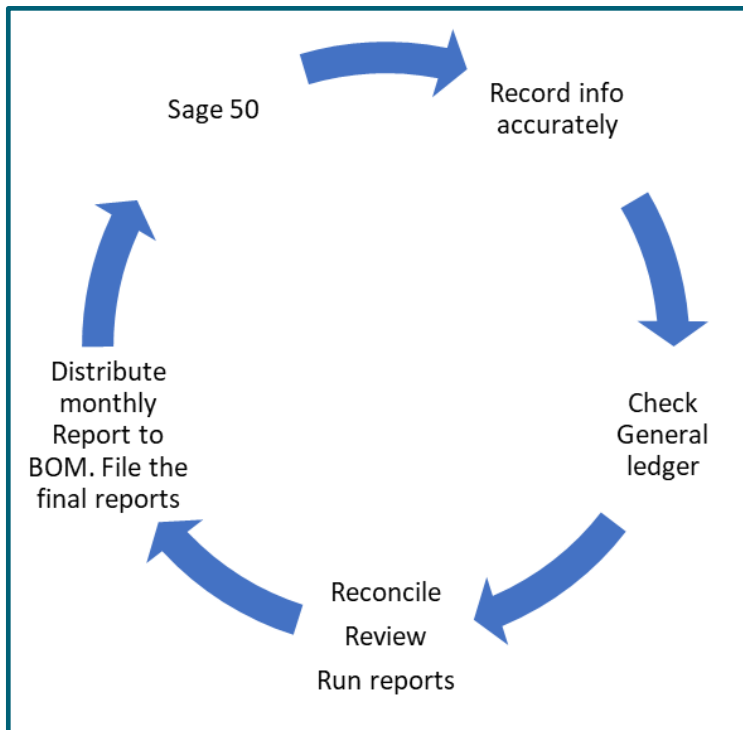 Sage 50
Record info
accurately
Check
General
ledger
Reconcile
Review
Run reports
Distribute
monthly
Report to
BOM. File the
final reports